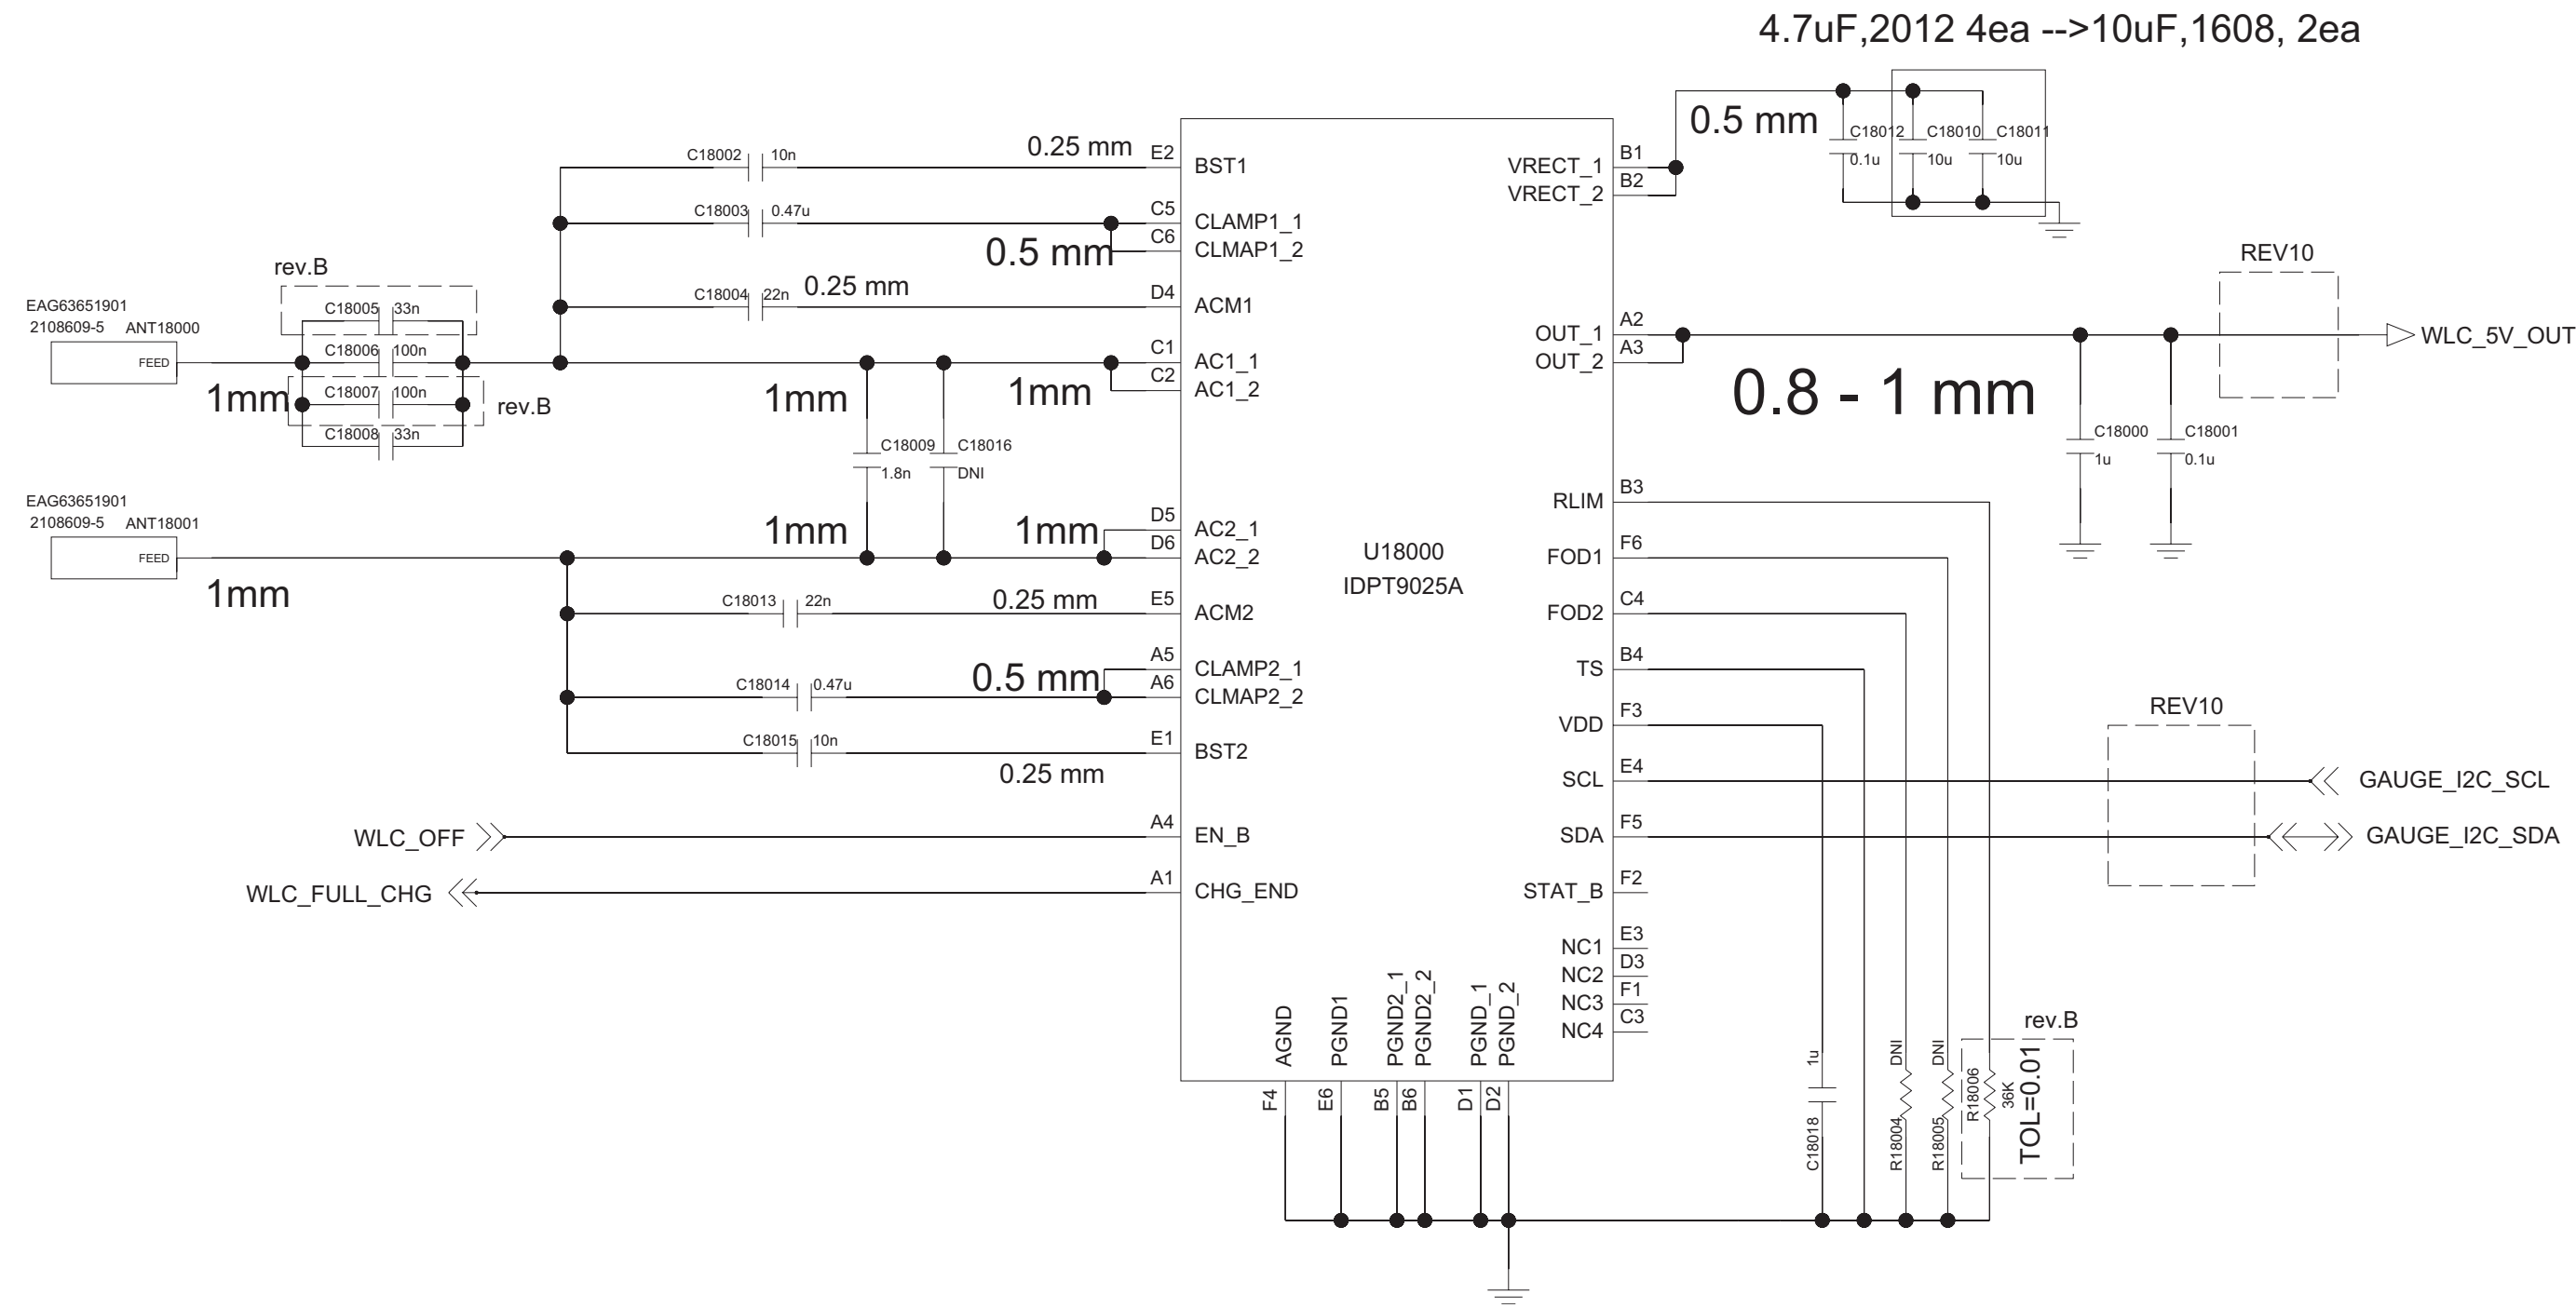 4.7uF,2012 4ea -->10uF,1608, 2ea
0.5 mm
C18012
0.1u
C18010
10u
C18011
10u
C18002
10n
0.25 mm
E2
BST1
C18003
0.47u
C5
CLAMP1_1
0.5 mm
C6
CLMAP1_2
C18004
22n
0.25 mm
D4
ACM1
rev.B
EAG63651901
2108609-5
ANT18000
FEED
1mm
C18005
33n
C18006
100n
C18007
100n
rev.B
C18008
33n
1mm
1mm
C1
AC1_1
C2
AC1_2
C18009
1.8n
C18016
DNI
EAG63651901
2108609-5
ANT18001
FEED
1mm
1mm
1mm
D5
AC2_1
D6
AC2_2
C18013
22n
0.25 mm
E5
ACM2
A5
CLAMP2_1
C18014
0.47u
0.5 mm
A6
CLMAP2_2
C18015
10n
E1
BST2
0.25 mm
WLC_OFF
A4
EN_B
WLC_FULL_CHG
A1
CHG_END
U18000
IDPT9025A
VRECT_1
B1
VRECT_2
B2
OUT_1
A2
OUT_2
A3
0.8 - 1 mm
REV10
WLC_5V_OUT
C18000
1u
C18001
0.1u
RLIM
B3
FOD1
F6
FOD2
C4
TS
B4
VDD
F3
SCL
E4
SDA
F5
STAT_B
F2
REV10
GAUGE_I2C_SCL
GAUGE_I2C_SDA
NC1
E3
NC2
D3
NC3
F1
NC4
C3
AGND
F4
PGND1
E6
PGND2_1
B5
PGND2_2
B6
PGND_1
D1
PGND_2
D2
1u
C18018
DNI
R18004
DNI
R18005
rev.B
R18006
36K
TOL=0.01